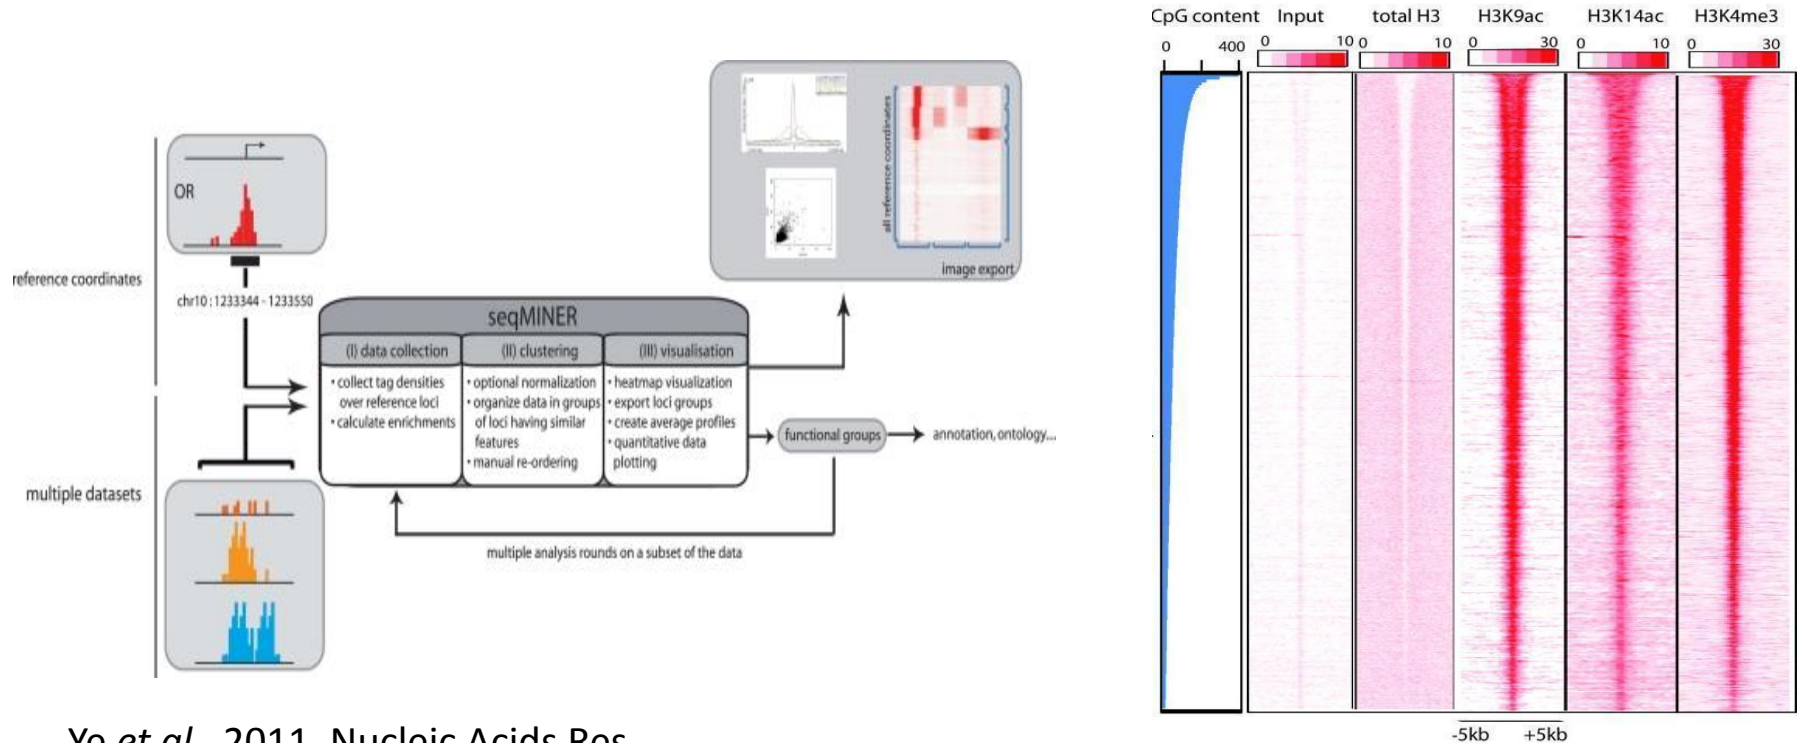 OR
reference coordinates
chr10 : 1233344 - 1233550
multiple datasets
seqMINER
(I) data collection
• collect tag densities
over reference loci
• calculate enrichments
(II) clustering
• optional normalization
• organize data in groups
of loci having similar
features
• manual re-ordering
(III) visualisation
• heatmap visualization
• export loci groups
• create average profiles
• quantitative data
plotting
all reference coordinates
image export
functional groups
annotation, ontology...
multiple analysis rounds on a subset of the data
CpG content
0 400
Input
0 10
total H3
0 10
H3K9ac
0 30
H3K14ac
0 10
H3K4me3
0 30
-5kb +5kb
Ye et al., 2011, Nucleic Acids Res